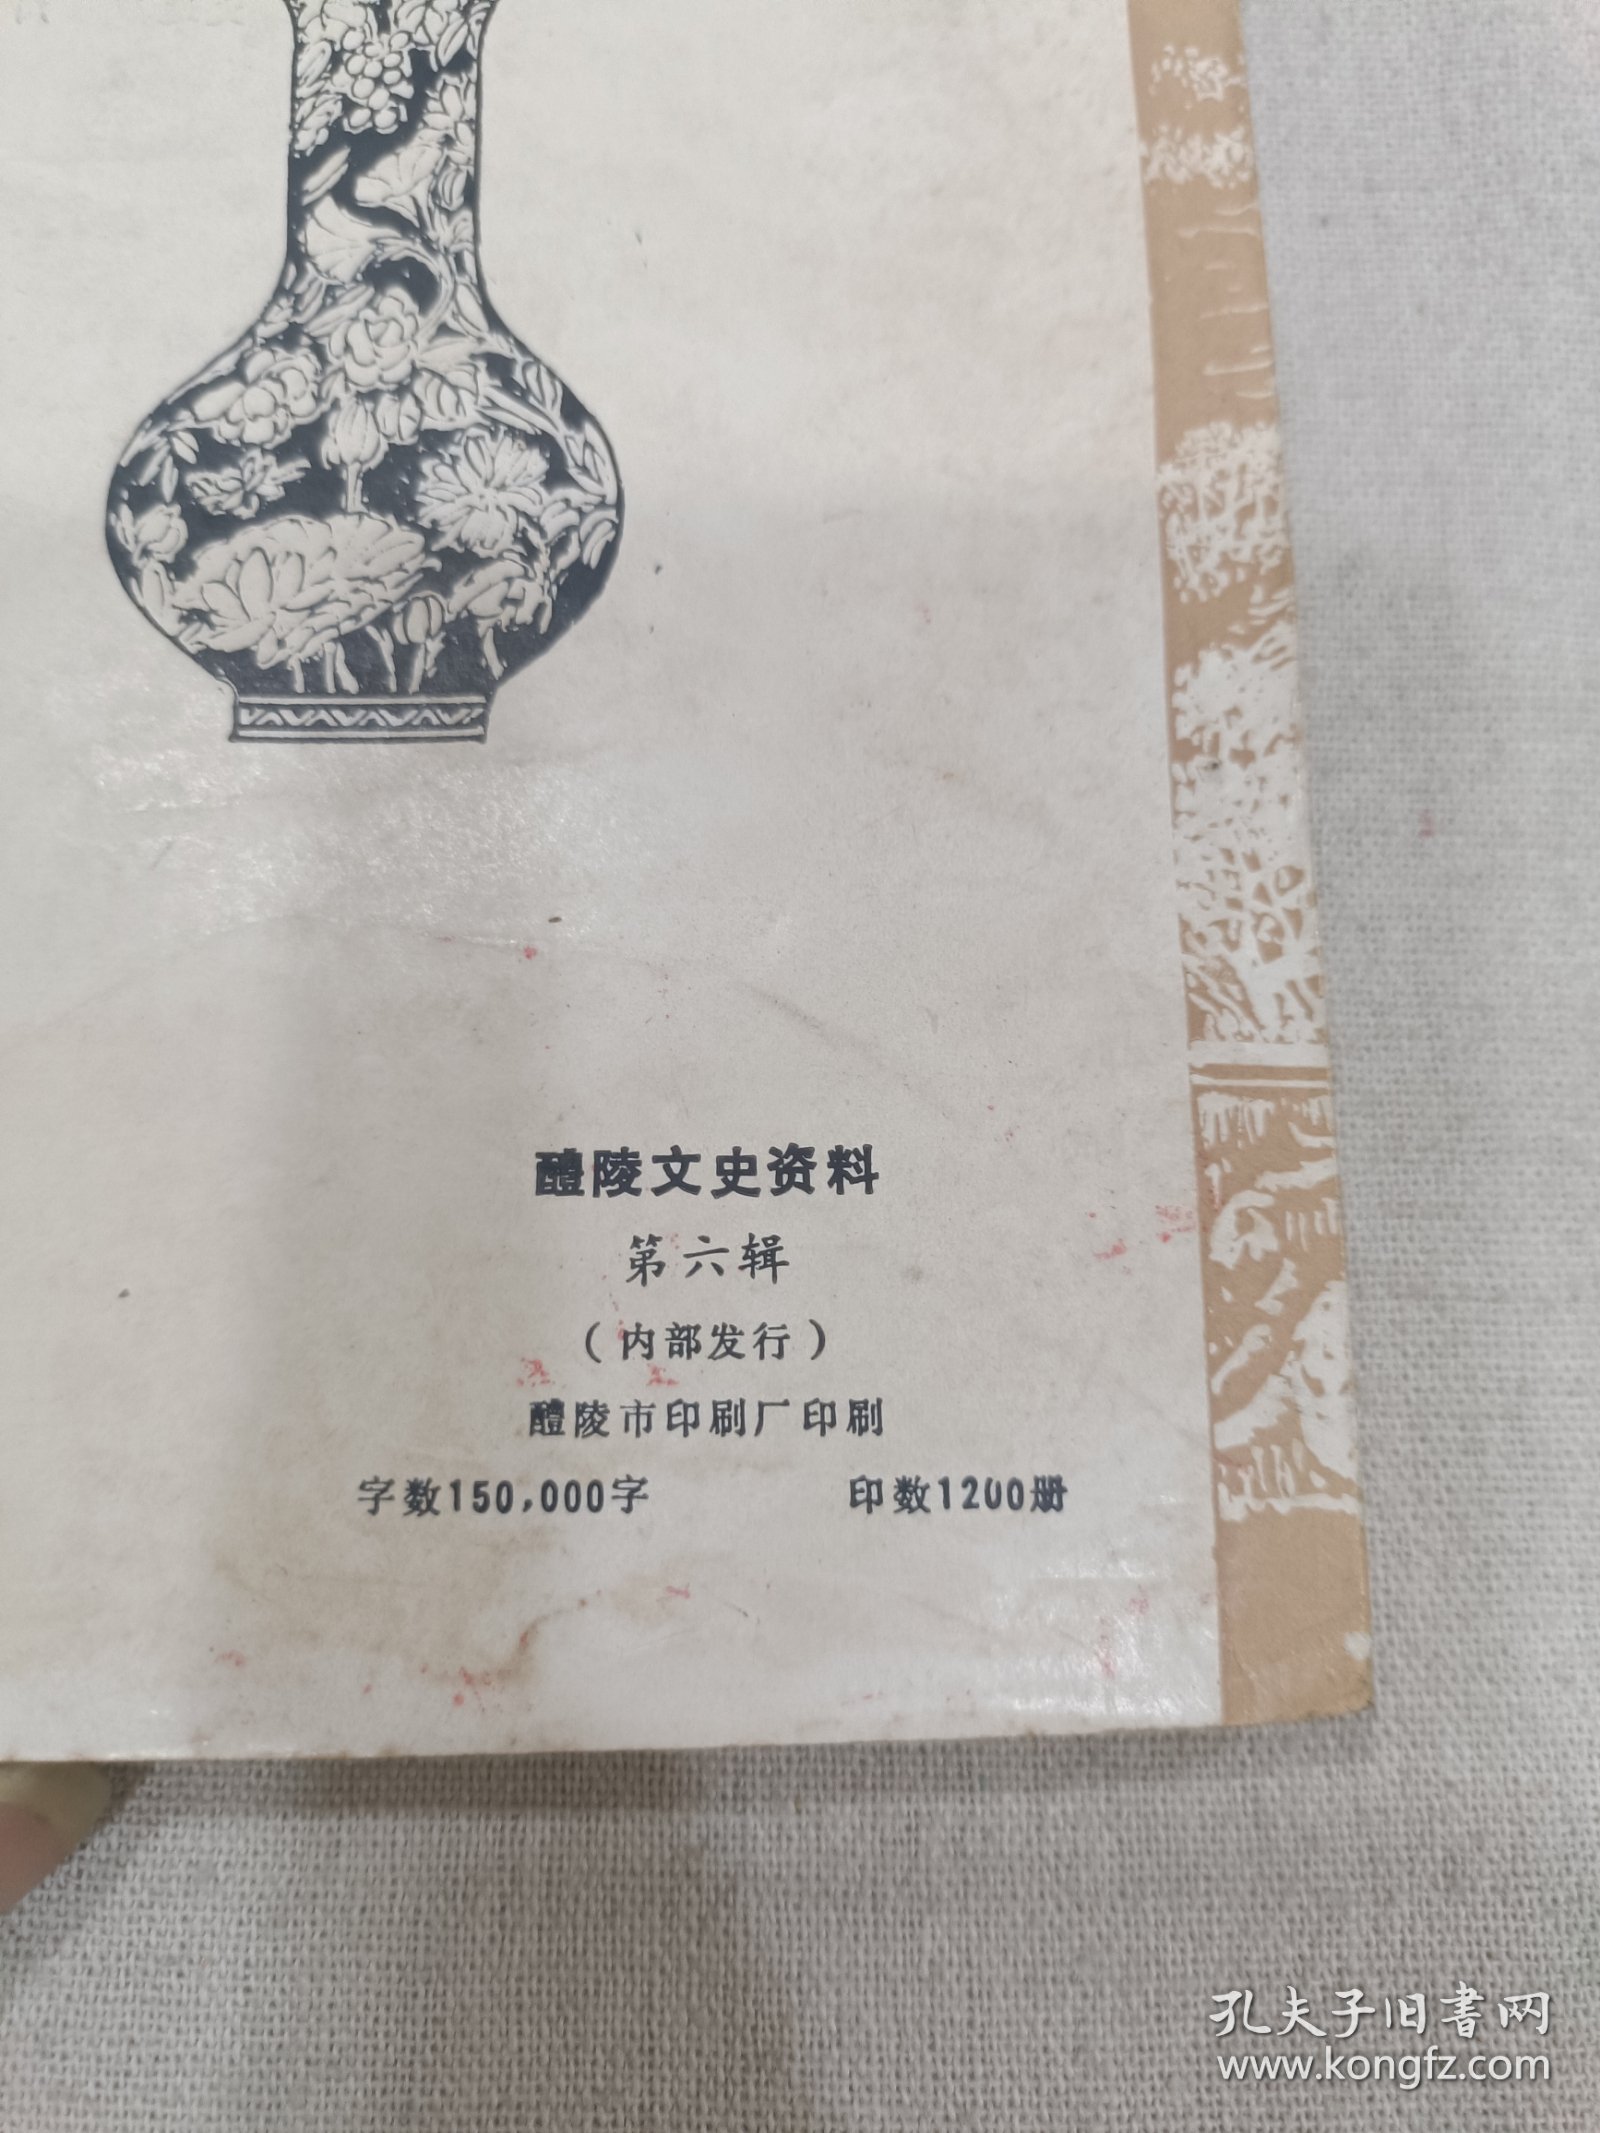 醴陵文史资料
第六辑
（内部发行）
醴陵市印刷厂印刷
字数150,000字 印数1200册
孔夫子旧書网
www.kongfz.com